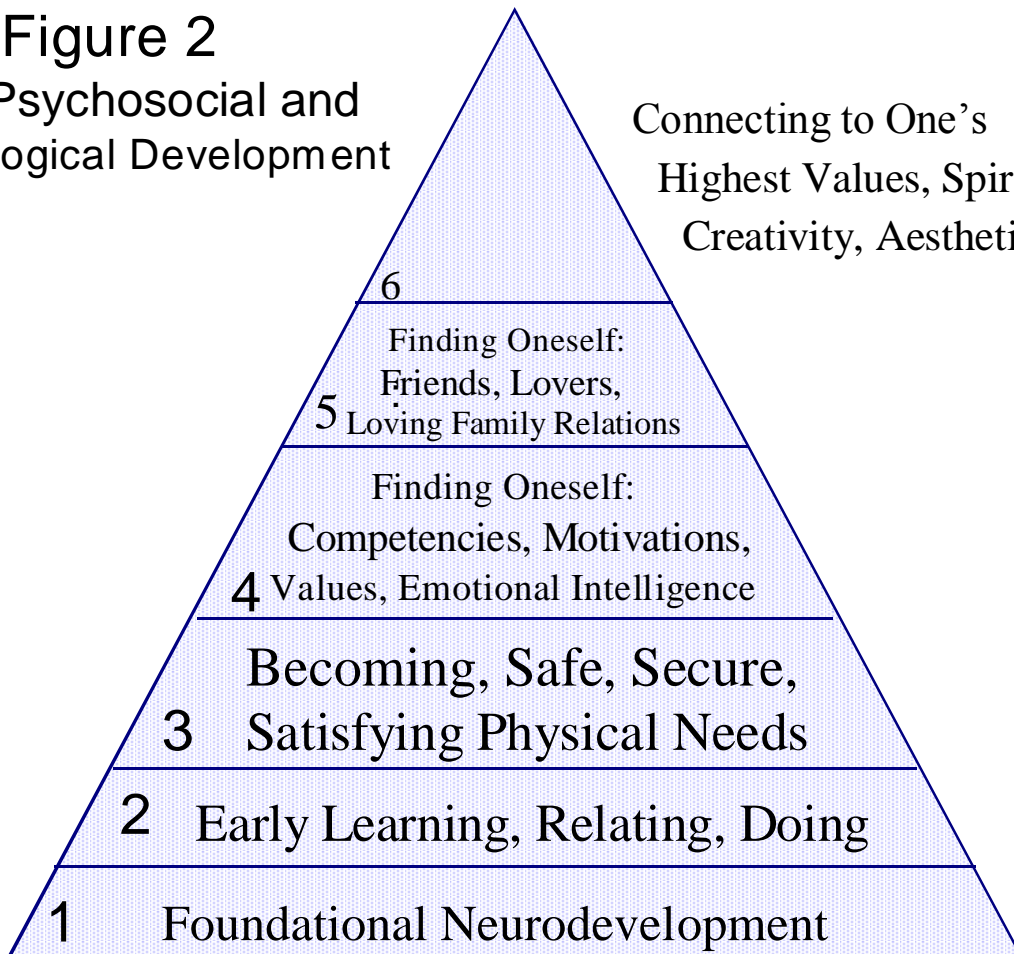 Figure 2
Psychosocial and
ogical Development
Connecting to One’s
Highest Values, Spir
Creativity, Aestheti
6
Finding Oneself:
Friends, Lovers,
5 : Loving Family Relations
Finding Oneself:
Competencies, Motivations,
4 Values, Emotional Intelligence
Becoming, Safe, Secure,
3 Satisfying Physical Needs
2 Early Learning, Relating, Doing
1 Foundational Neurodevelopment